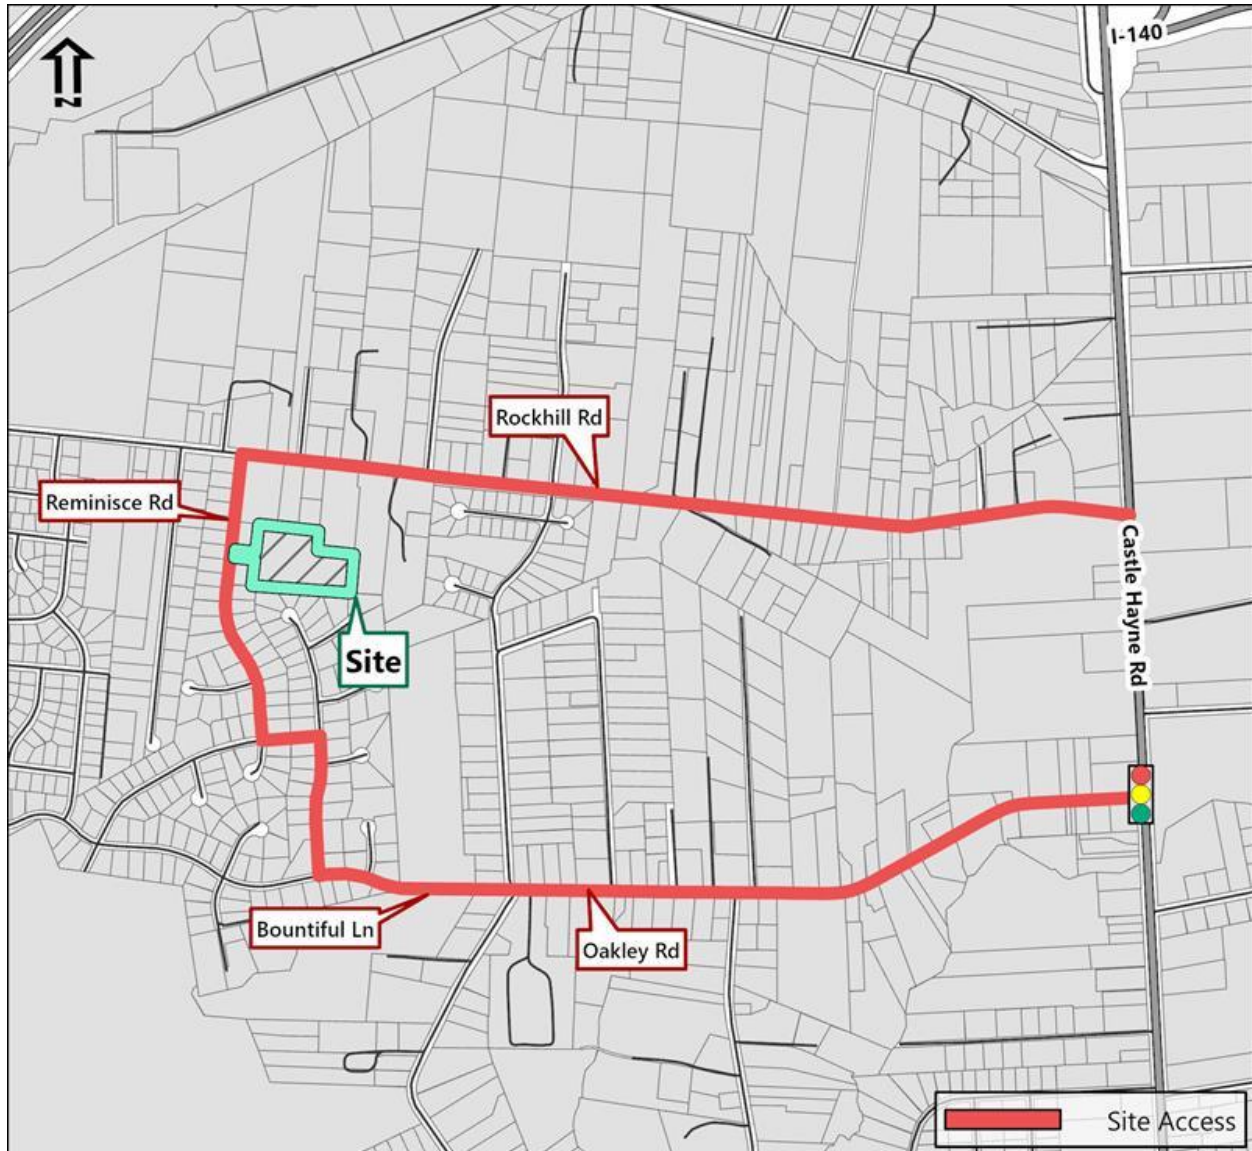 I-140
N
Rockhill Rd
Reminisce Rd
Castle Hayne Rd
Site
Bountiful Ln
Oakley Rd
Site Access